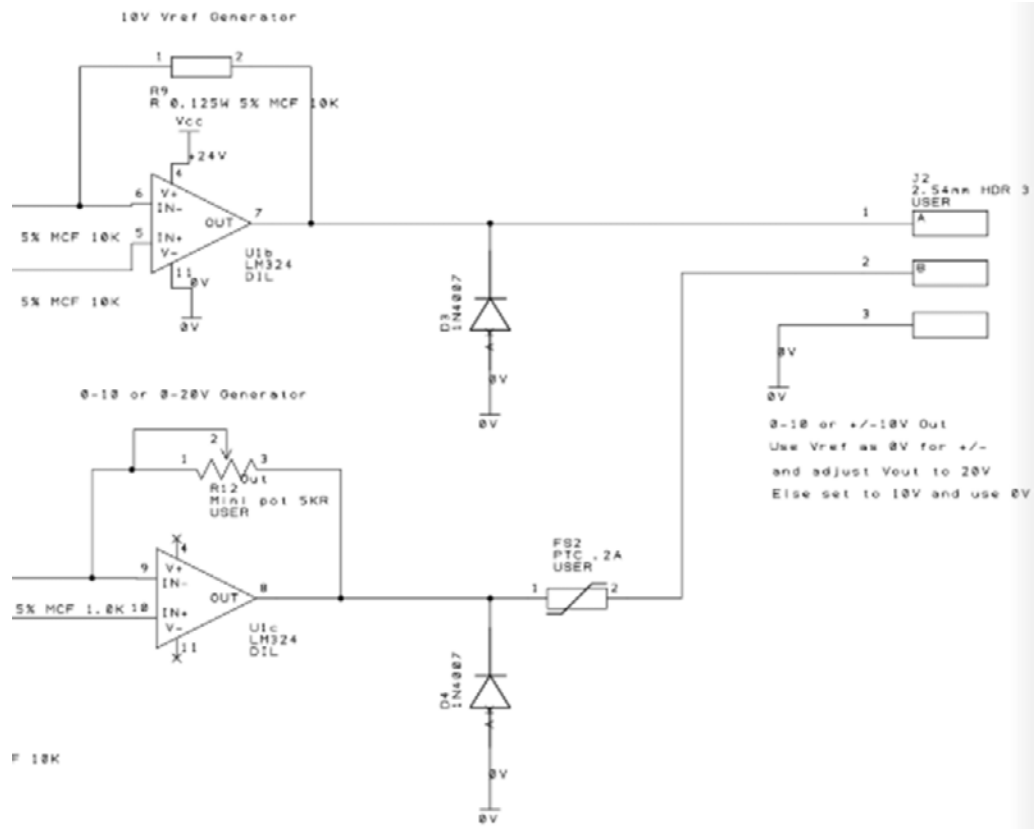 10V Vref Generator
1
2
R9
R 0.125W 5% MCF 10K
Vcc
+24V
4
6
V+
IN-
OUT
7
5% MCF 10K
5
IN+
V-
11
0V
U1b
LM324
DIL
5% MCF 10K
0V
D3
1N4007
A
0V
0V
J2
2.54mm HDR 3
USER
1
A
2
B
3
0V
0V
0-10 or +/-10V Out
Use Vref as 0V for +/-
and adjust Vout to 20V
Else set to 10V and use 0V
0-10 or 0-20V Generator
2
1
3
Out
R12
Mini pot 5KR
USER
4
9
V+
IN-
OUT
8
5% MCF 1.0K
10
IN+
V-
11
U1c
LM324
DIL
FS2
PTC .2A
USER
1
2
D4
1N4007
A
0V
0V
F 10K